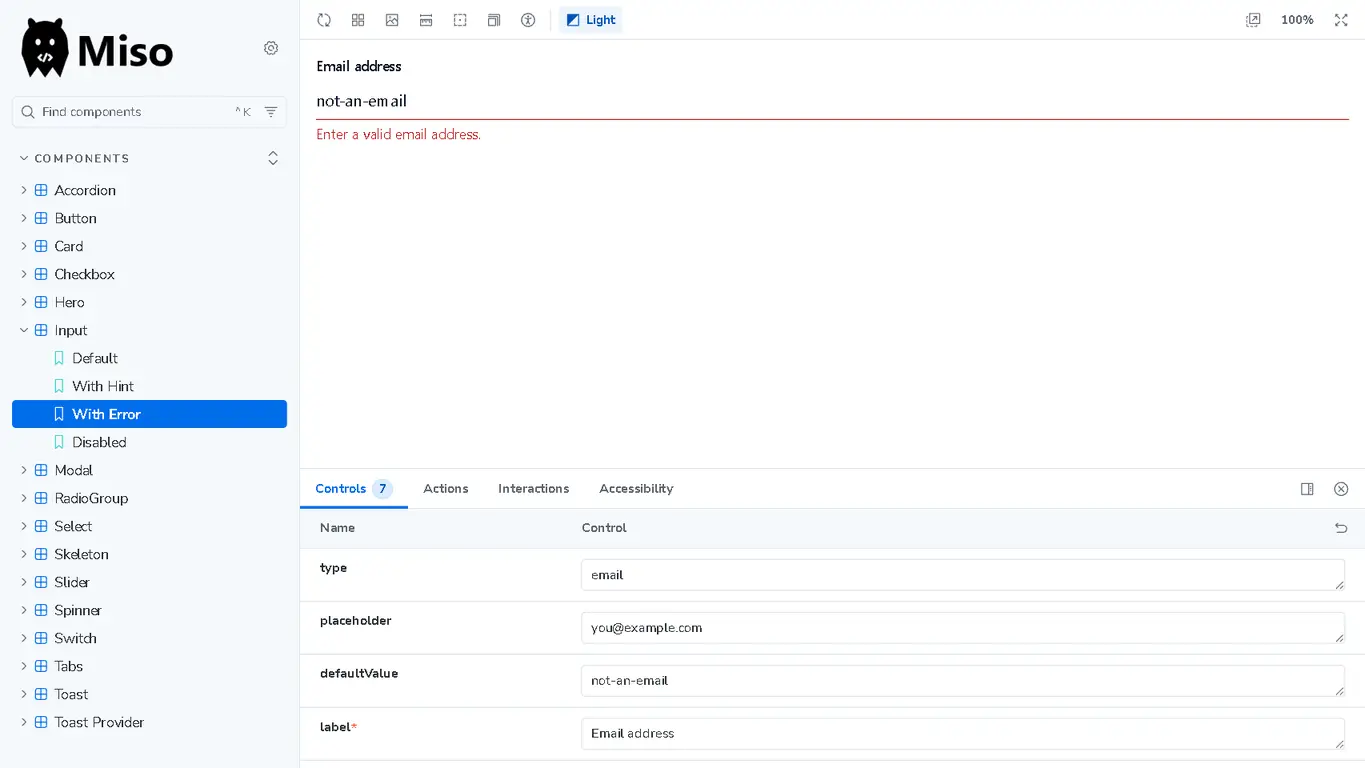 Miso
Find components
^ K
COMPONENTS
Accordion
Button
Card
Checkbox
Hero
Input
Default
With Hint
With Error
Disabled
Modal
RadioGroup
Select
Skeleton
Slider
Spinner
Switch
Tabs
Toast
Toast Provider
Light
100%
Email address
not-an-email
Enter a valid email address.
Controls 7 Actions Interactions Accessibility
Name Control
type email
placeholder you@example.com
defaultValue not-an-email
label* Email address